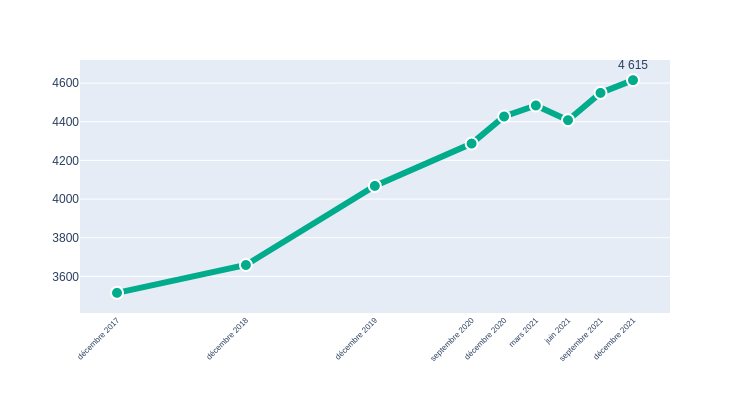 4 615
4600
4400
4200
4000
3800
3600
décembre 2017
décembre 2018
décembre 2019
septembre 2020
décembre 2020
mars 2021
juin 2021
septembre 2021
décembre 2021